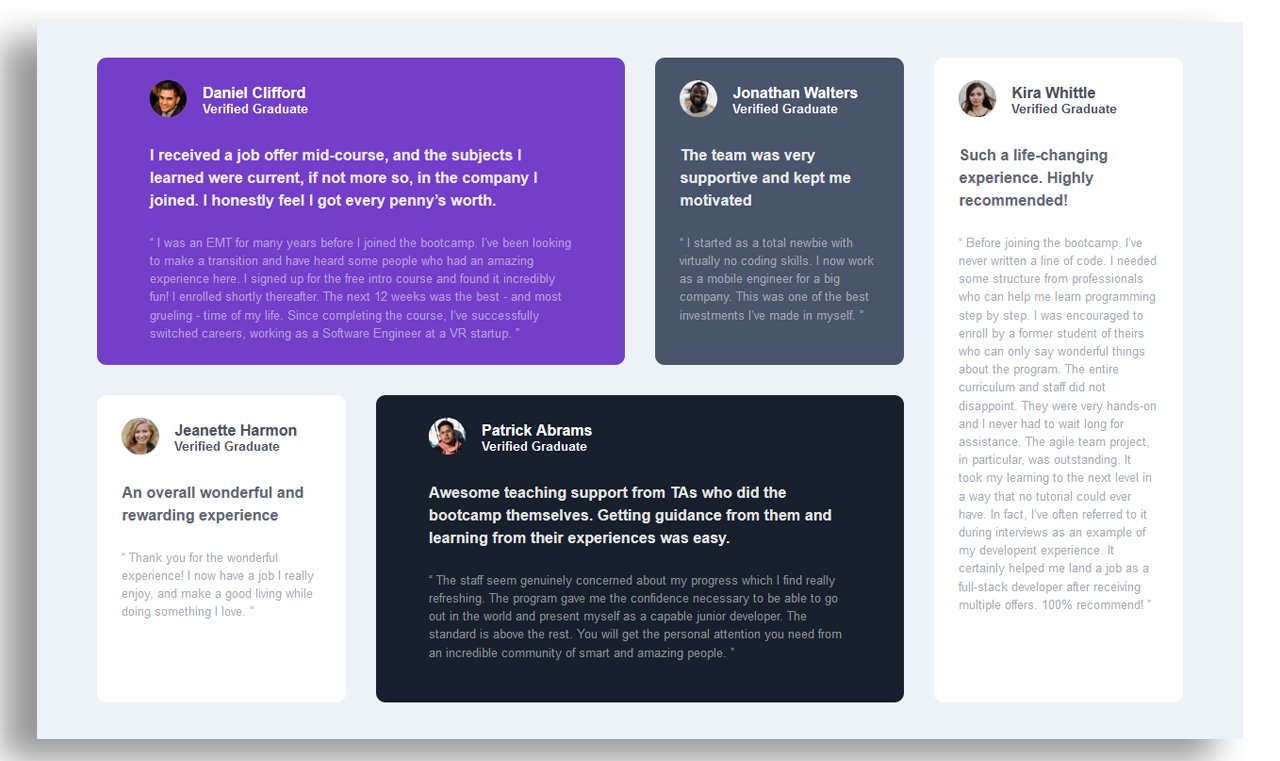 Daniel Clifford
Verified Graduate
I received a job offer mid-course, and the subjects I
learned were current, if not more so, in the company I
joined. I honestly feel I got every penny’s worth.
“ I was an EMT for many years before I joined the bootcamp. I’ve been looking
to make a transition and have heard some people who had an amazing
experience here. I signed up for the free intro course and found it incredibly
fun! I enrolled shortly thereafter. The next 12 weeks was the best - and most
grueling - time of my life. Since completing the course, I’ve successfully
switched careers, working as a Software Engineer at a VR startup. ”
Jonathan Walters
Verified Graduate
The team was very
supportive and kept me
motivated
“ I started as a total newbie with
virtually no coding skills. I now work
as a mobile engineer for a big
company. This was one of the best
investments I’ve made in myself. ”
Kira Whittle
Verified Graduate
Such a life-changing
experience. Highly
recommended!
“ Before joining the bootcamp, I’ve
never written a line of code. I needed
some structure from professionals
who can help me learn programming
step by step. I was encouraged to
enroll by a former student of theirs
who can only say wonderful things
about the program. The entire
curriculum and staff did not
disappoint. They were very hands-on
and I never had to wait long for
assistance. The agile team project,
in particular, was outstanding. It
took my learning to the next level in
a way that no tutorial could ever
have. In fact, I’ve often referred to it
during interviews as an example of
my developent experience. It
certainly helped me land a job as a
full-stack developer after receiving
multiple offers. 100% recommend! ”
Jeanette Harmon
Verified Graduate
An overall wonderful and
rewarding experience
“ Thank you for the wonderful
experience! I now have a job I really
enjoy, and make a good living while
doing something I love. ”
Patrick Abrams
Verified Graduate
Awesome teaching support from TAs who did the
bootcamp themselves. Getting guidance from them and
learning from their experiences was easy.
“ The staff seem genuinely concerned about my progress which I find really
refreshing. The program gave me the confidence necessary to be able to go
out in the world and present myself as a capable junior developer. The
standard is above the rest. You will get the personal attention you need from
an incredible community of smart and amazing people. ”